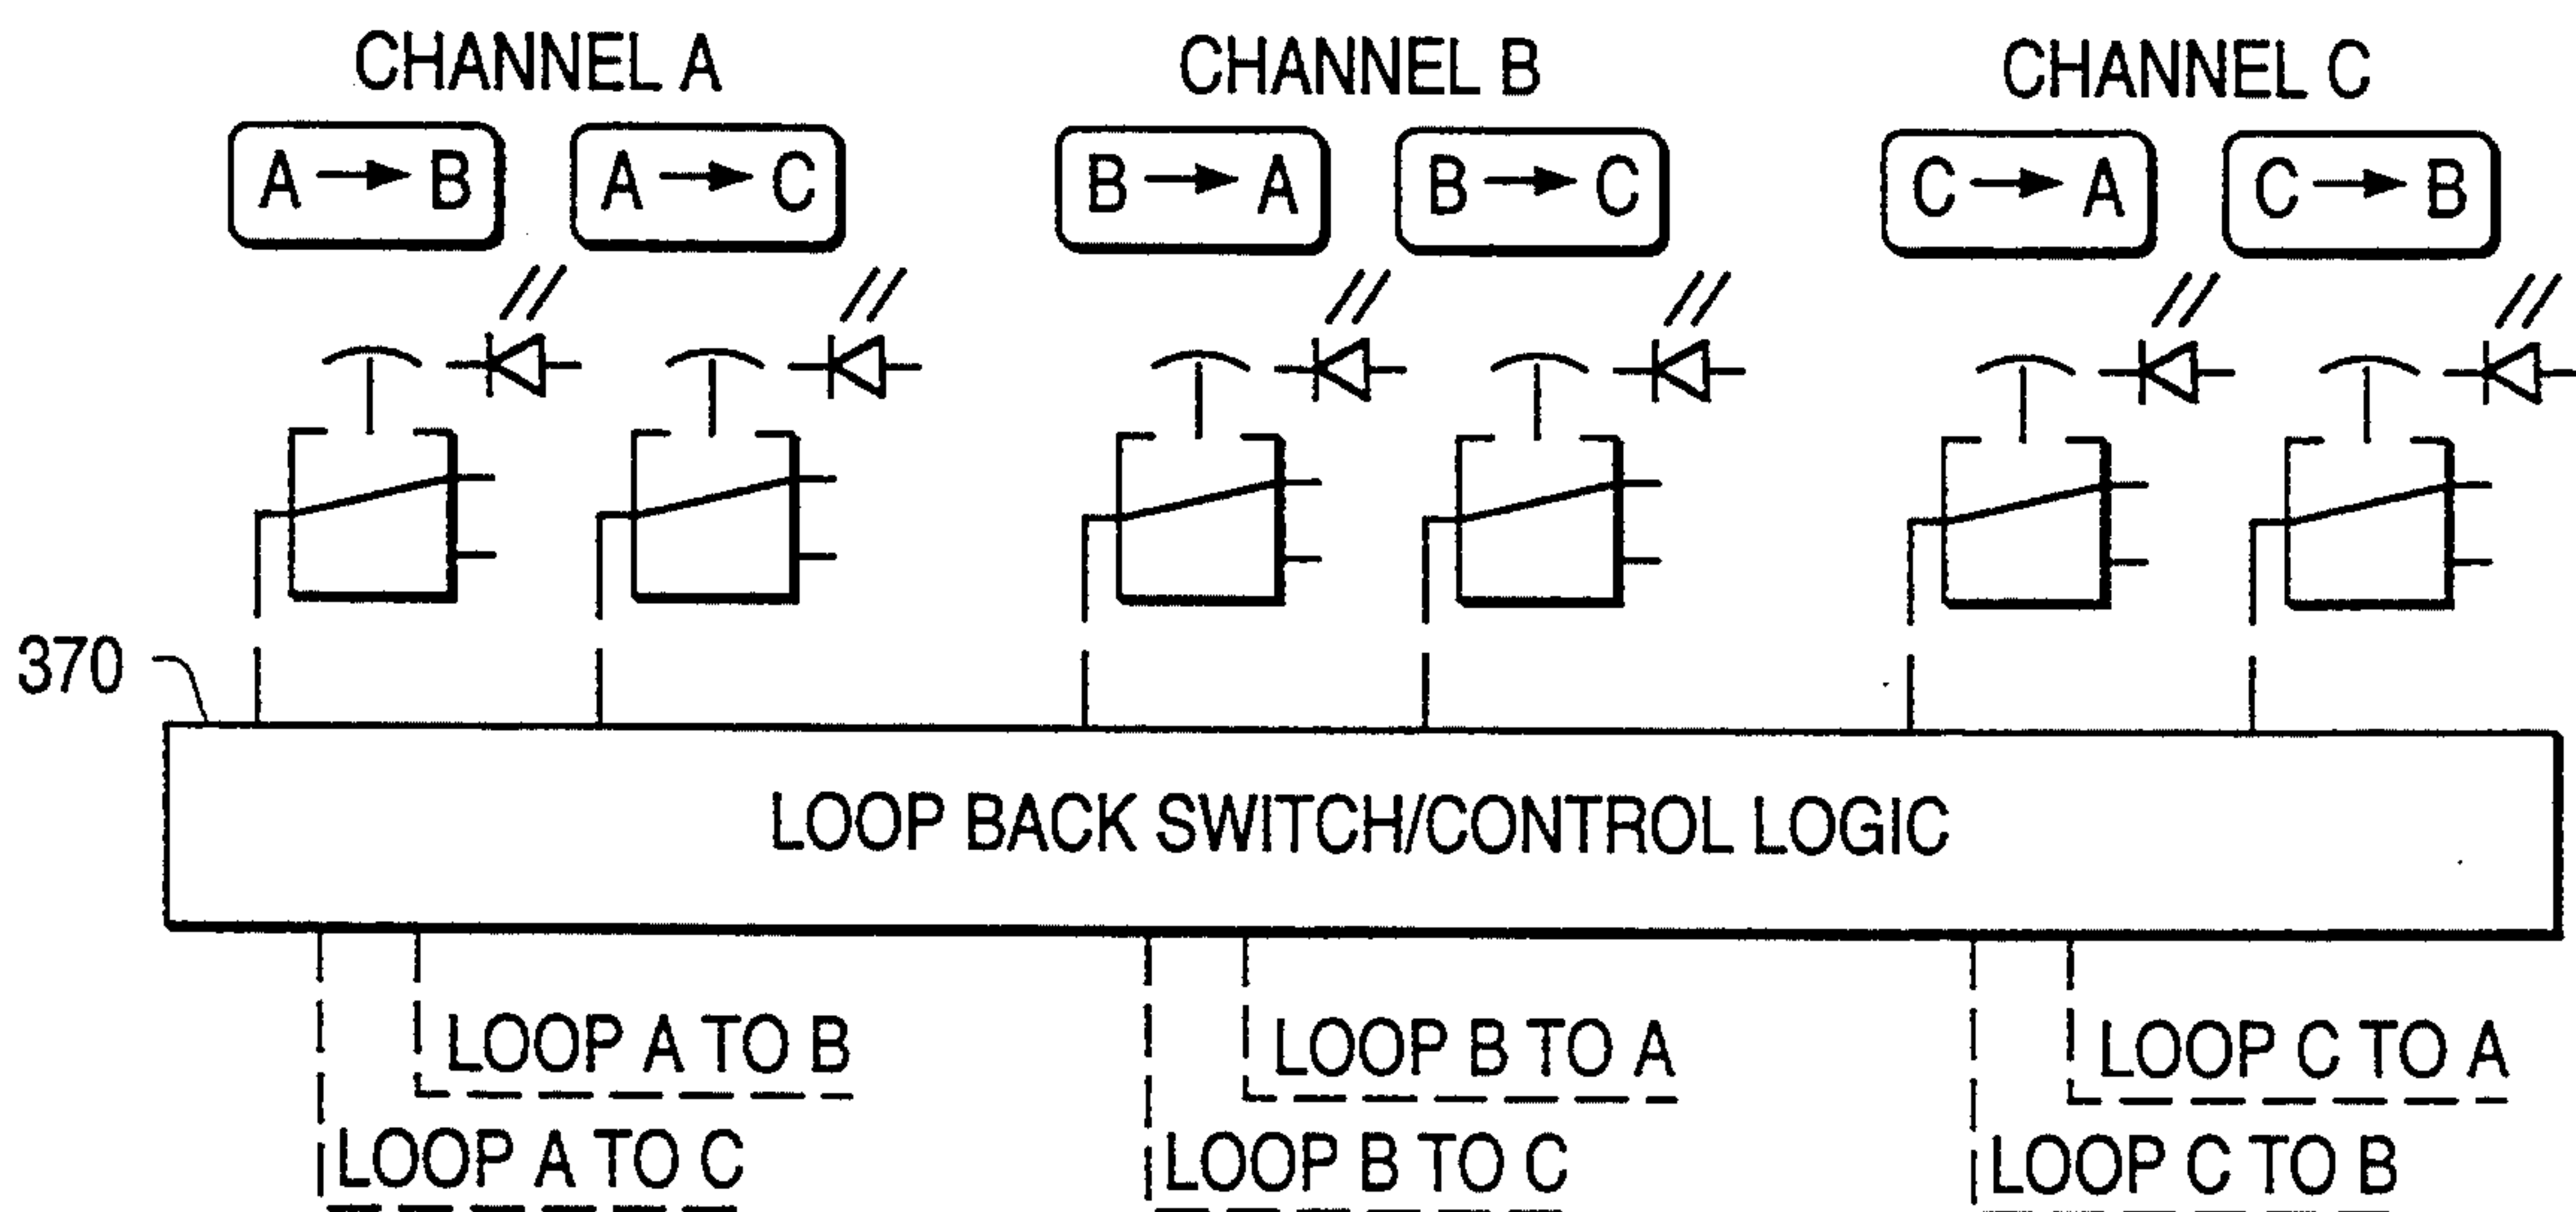 CHANNEL A CHANNEL B CHANNEL C
A → B A → C B → A B → C C → A C → B
370
LOOP BACK SWITCH/CONTROL LOGIC
LOOP A TO B LOOP B TO A LOOP C TO A
LOOP A TO C LOOP B TO C LOOP C TO B